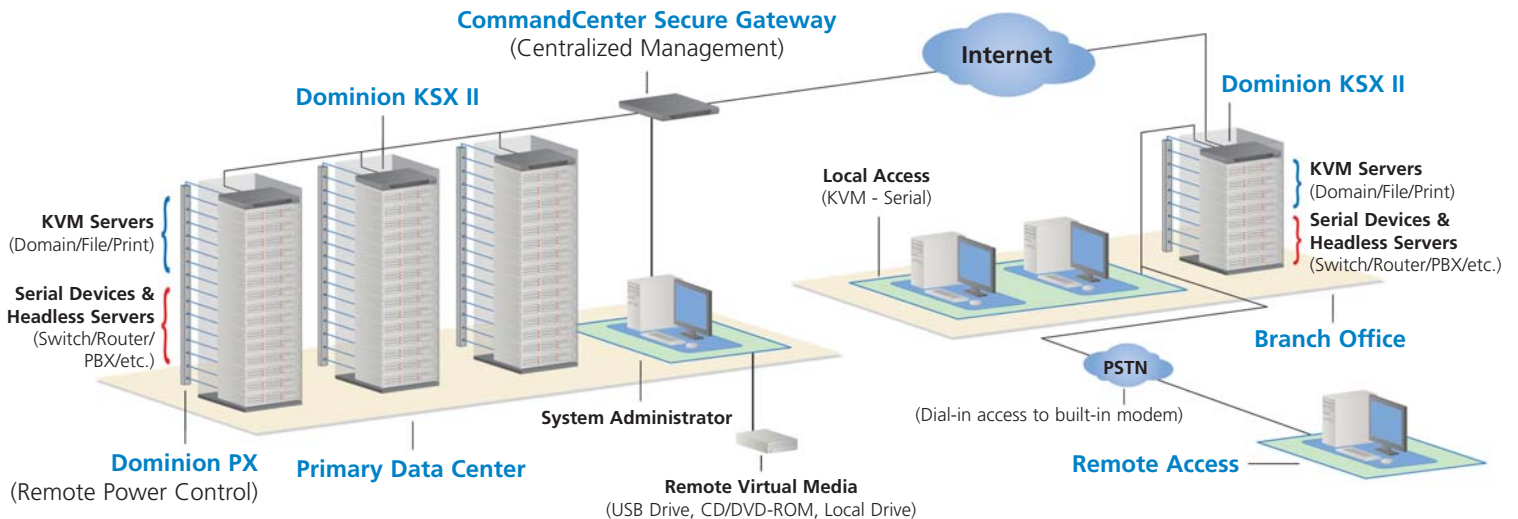 CommandCenter Secure Gateway
(Centralized Management)
Internet
Dominion KSX II
Dominion KSX II
KVM Servers
(Domain/File/Print)
Serial Devices &
Headless Servers
(Switch/Router/
PBX/etc.)
Local Access
(KVM - Serial)
KVM Servers
(Domain/File/Print)
Serial Devices &
Headless Servers
(Switch/Router/PBX/etc.)
Branch Office
PSTN
(Dial-in access to built-in modem)
System Administrator
Dominion PX
(Remote Power Control)
Primary Data Center
Remote Access
Remote Virtual Media
(USB Drive, CD/DVD-ROM, Local Drive)